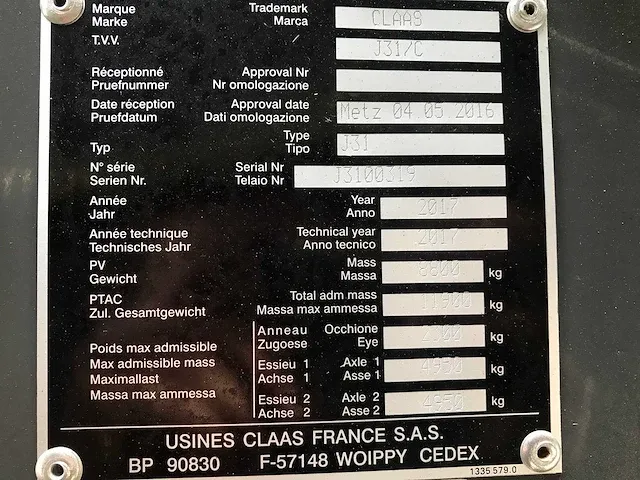 Marque Trademark CLAAS
Marke Marca
T.V.V. J31/C
Réceptionné Approval Nr
Pruefnummer Nr omologazione
Date réception Approval date Metz 04 05 2016
Pruefdatum Dati omologazione
Type J31
Typ Tipo
N° série Serial Nr J3100319
Serien Nr. Telaio Nr
Année Year 2017
Jahr Anno
Année technique Technical year 2017
Technisches Jahr Anno tecnico
PV Mass kg
Gewicht Massa
PTAC Total adm mass 11900 kg
Zul. Gesamtgewicht Massa max ammessa
Anneau Occhione kg
Zugoese Eye
Poids max admissible
Max admissible mass Essieu 1 Axle 1 4950 kg
Maximallast Achse 1 Asse 1
Massa max ammessa Essieu 2 Axle 2 4950 kg
Achse 2 Asse 2
USINES CLAAS FRANCE S.A.S.
BP 90830 F-57148 WOIPPY CEDEX
1335 579.0